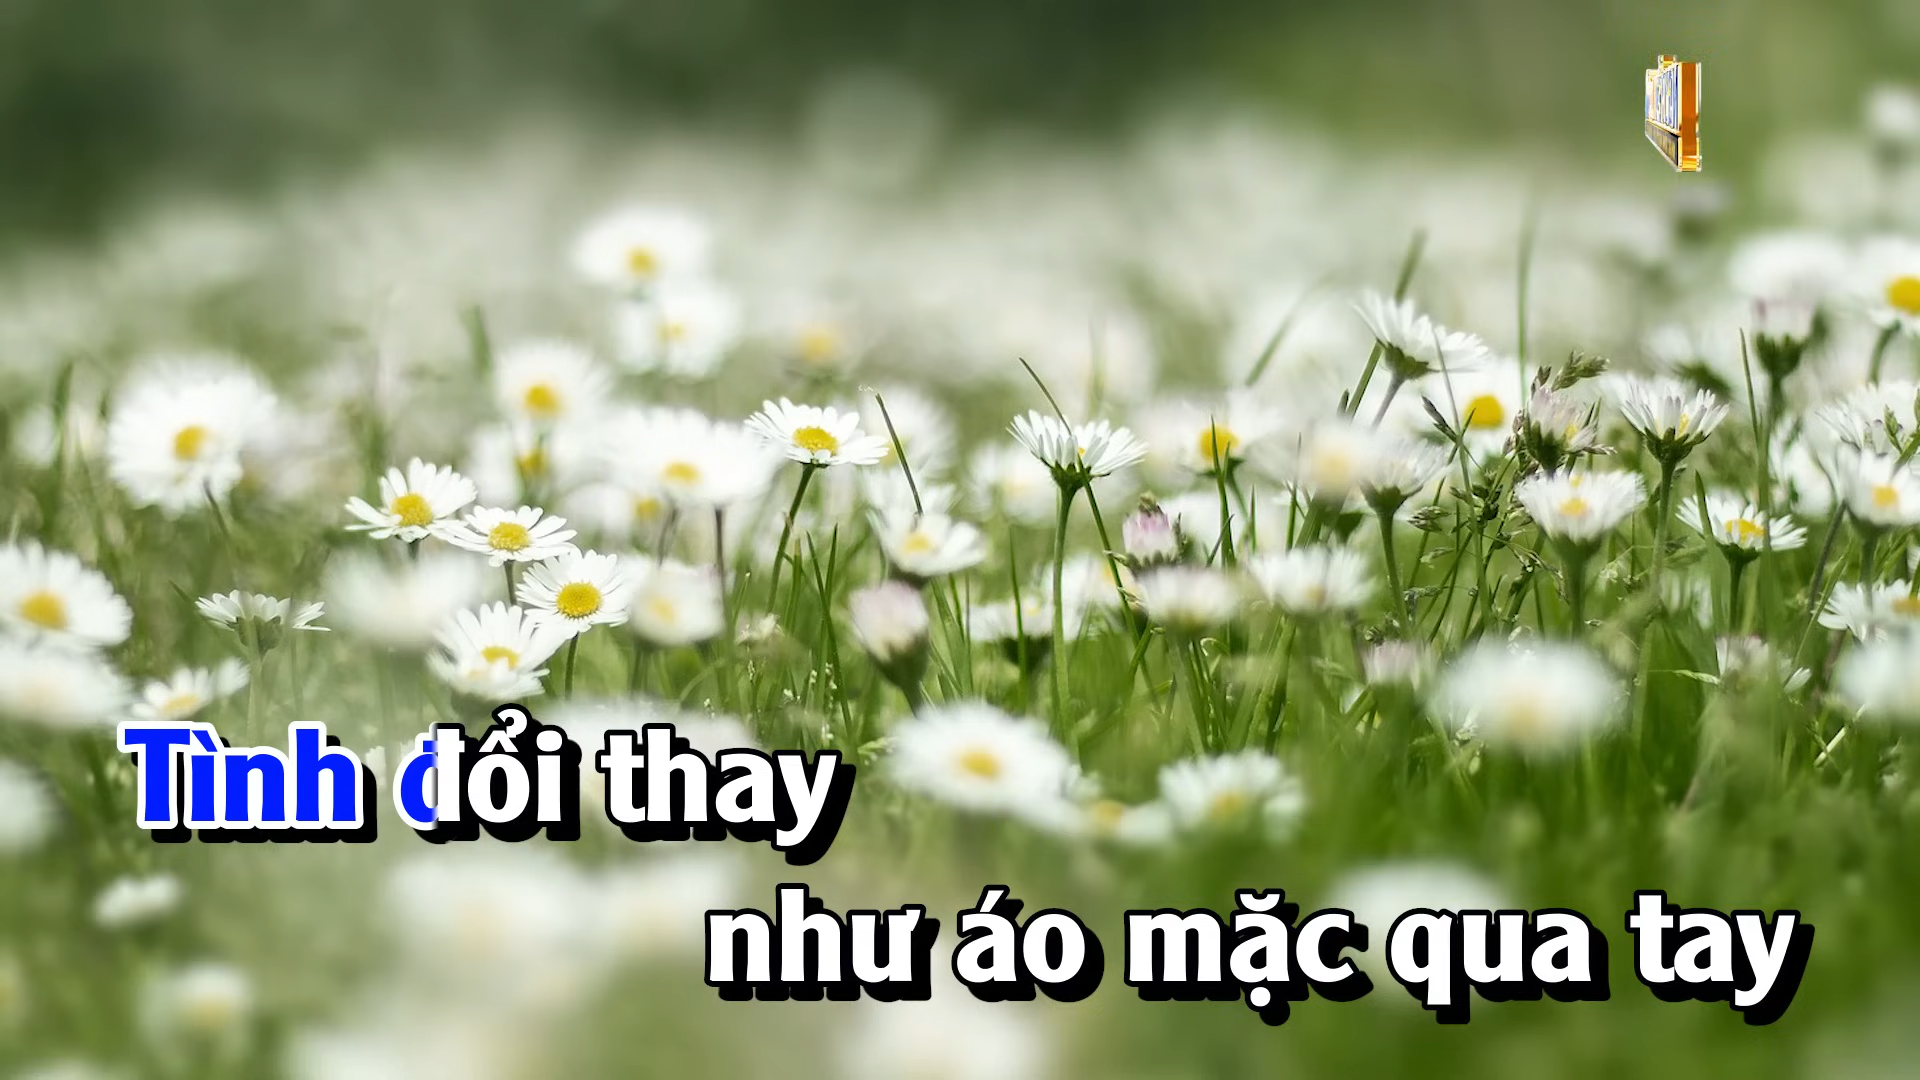 Tình đổi thay
như áo mặc qua tay